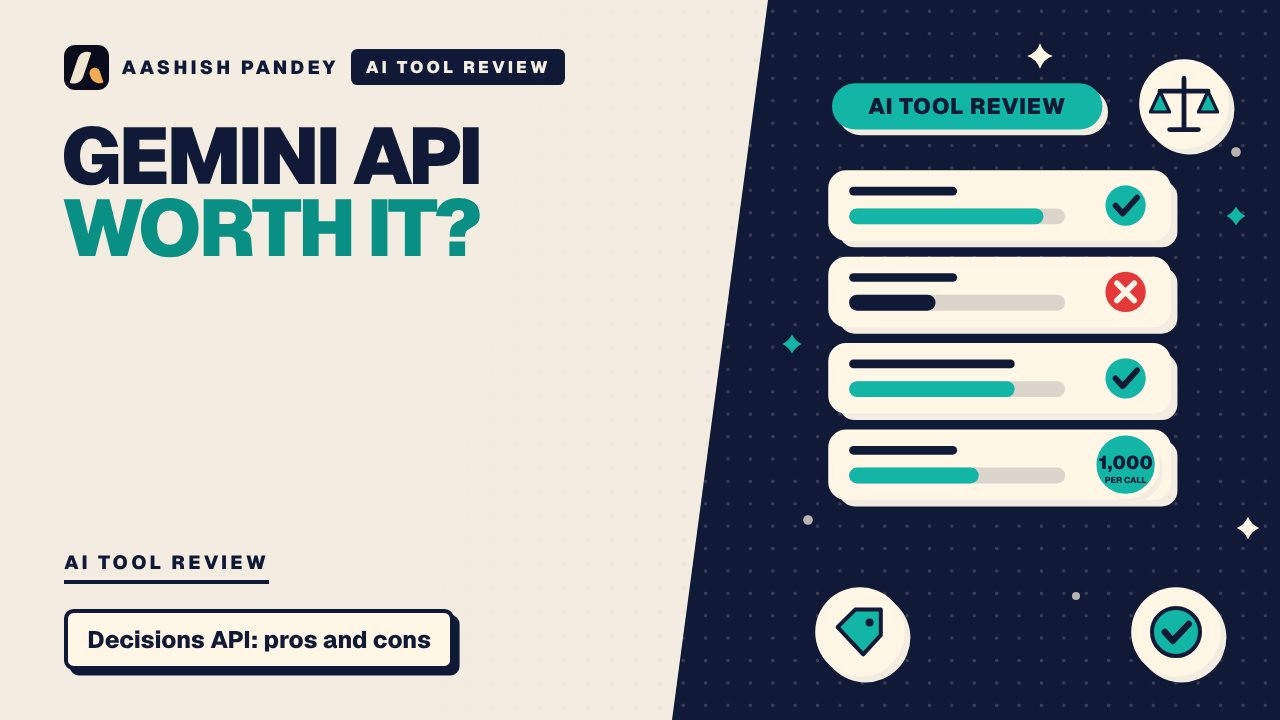 AASHISH PANDEY
AI TOOL REVIEW
GEMINI API
WORTH IT?
AI TOOL REVIEW
Decisions API: pros and cons
AI TOOL REVIEW
1,000
PER CALL